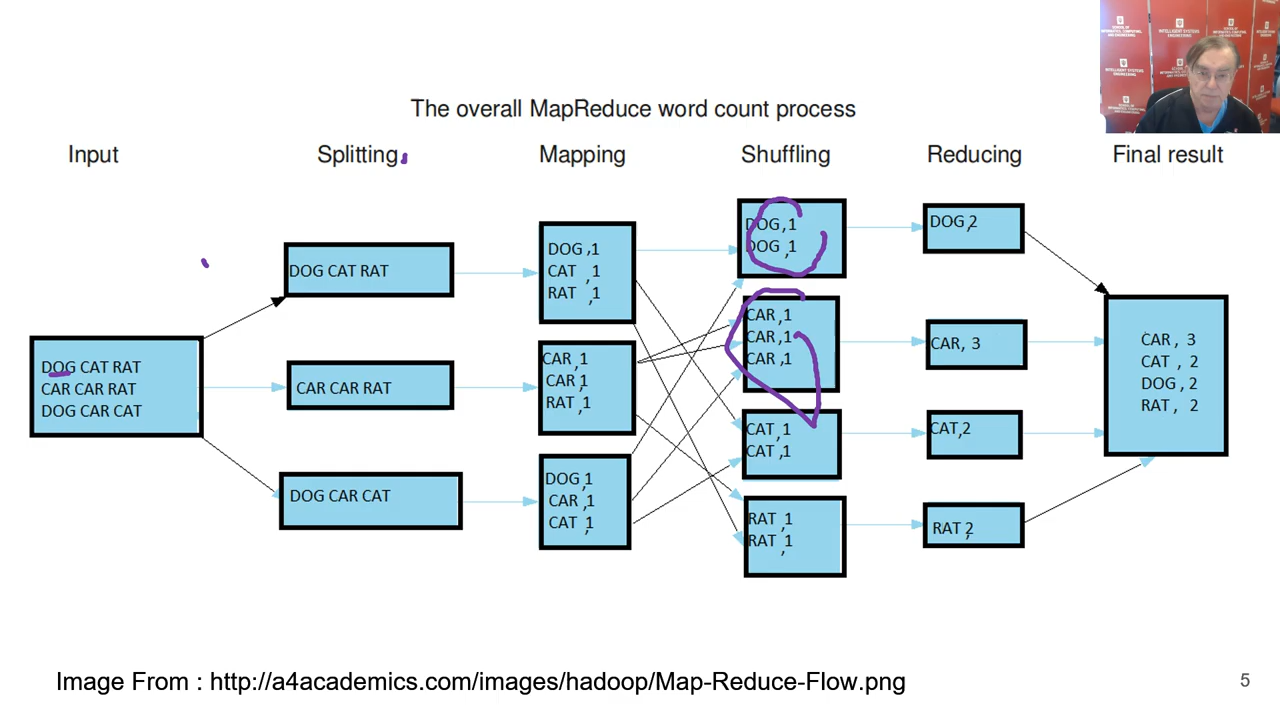 The overall MapReduce word count process
Input
Splitting
Mapping
Shuffling
Reducing
Final result
DOG CAT RAT
CAR CAR RAT
DOG CAR CAT
DOG CAT RAT
CAR CAR RAT
DOG CAR CAT
DOG ,1
CAT ,1
RAT ,1
CAR ,1
CAR ,1
RAT ,1
DOG ,1
CAR ,1
CAT ,1
DOG ,1
DOG ,1
CAR ,1
CAR ,1
CAR ,1
CAT ,1
CAT ,1
RAT ,1
RAT ,1
DOG,2
CAR, 3
CAT,2
RAT,2
CAR , 3
CAT , 2
DOG , 2
RAT , 2
Image From : http://a4academics.com/images/hadoop/Map-Reduce-Flow.png
5
INTELLIGENT SYSTEMS
ENGINEERING